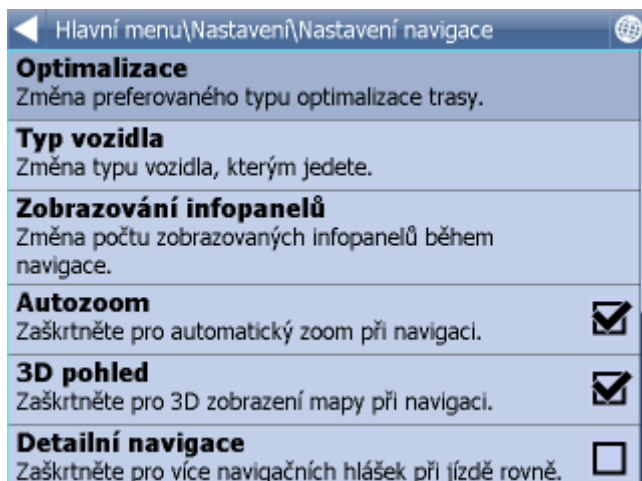 Hlavní menu\Nastavení\Nastavení navigace
Optimalizace
Změna preferovaného typu optimalizace trasy.
Typ vozidla
Změna typu vozidla, kterým jedete.
Zobrazování infopanelů
Změna počtu zobrazovaných infopanelů během
navigace.
Autozoom
Zaškrtněte pro automatický zoom při navigaci.
3D pohled
Zaškrtněte pro 3D zobrazení mapy při navigaci.
Detailní navigace
Zaškrtněte pro více navigačních hlášek při jízdě rovně.